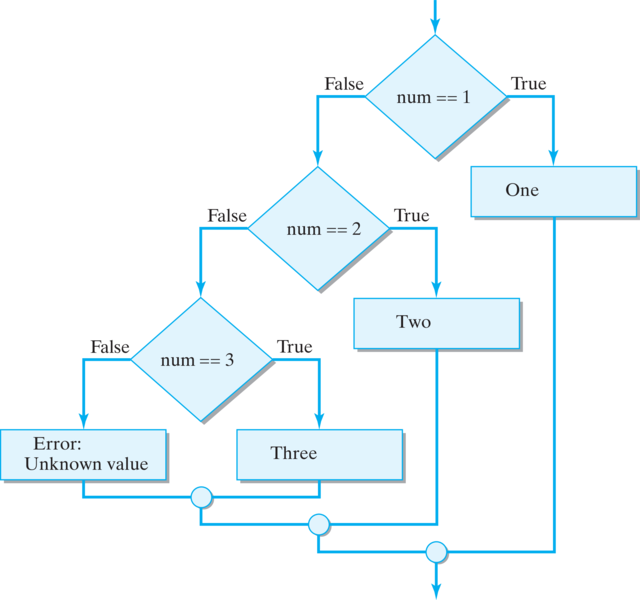 False
True
num == 1
One
False
True
num == 2
Two
False
True
num == 3
Error:
Unknown value
Three